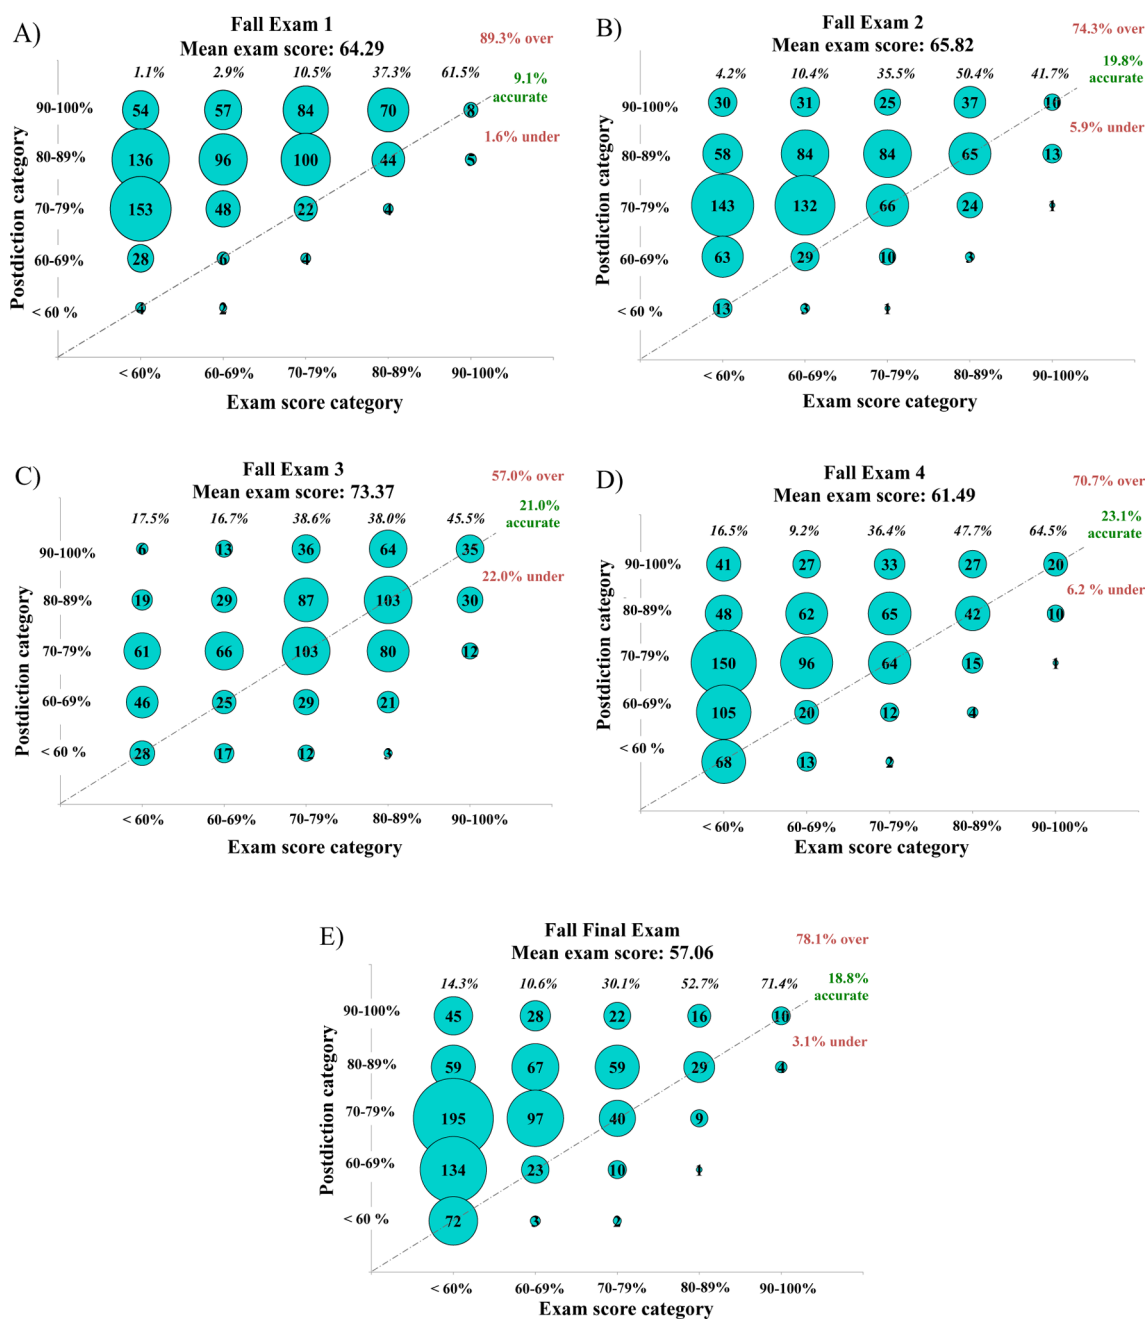 A)
Fall Exam 1
Mean exam score: 64.29
89.3% over
9.1%
accurate
1.6% under
1.1% 2.9% 10.5% 37.3% 61.5%
Postdiction category
90-100% 54 57 84 70 8
80-89% 136 96 100 44 5
70-79% 153 48 22 4
60-69% 28 6 4
< 60 % 4 2
< 60% 60-69% 70-79% 80-89% 90-100%
Exam score category
B)
Fall Exam 2
Mean exam score: 65.82
74.3% over
19.8%
accurate
5.9% under
4.2% 10.4% 35.5% 50.4% 41.7%
Postdiction category
90-100% 30 31 25 37 10
80-89% 58 84 84 65 13
70-79% 143 132 66 24 1
60-69% 63 29 10 3
< 60 % 13 3 1
< 60% 60-69% 70-79% 80-89% 90-100%
Exam score category
C)
Fall Exam 3
Mean exam score: 73.37
57.0% over
21.0%
accurate
22.0% under
17.5% 16.7% 38.6% 38.0% 45.5%
Postdiction category
90-100% 6 13 36 64 35
80-89% 19 29 87 103 30
70-79% 61 66 103 80 12
60-69% 46 25 29 21
< 60 % 28 17 12 3
< 60% 60-69% 70-79% 80-89% 90-100%
Exam score category
D)
Fall Exam 4
Mean exam score: 61.49
70.7% over
23.1%
accurate
6.2 % under
16.5% 9.2% 36.4% 47.7% 64.5%
Postdiction category
90-100% 41 27 33 27 20
80-89% 48 62 65 42 10
70-79% 150 96 64 15 1
60-69% 105 20 12 4
< 60 % 68 13 2
< 60% 60-69% 70-79% 80-89% 90-100%
Exam score category
E)
Fall Final Exam
Mean exam score: 57.06
78.1% over
18.8%
accurate
3.1% under
14.3% 10.6% 30.1% 52.7% 71.4%
Postdiction category
90-100% 45 28 22 16 10
80-89% 59 67 59 29 4
70-79% 195 97 40 9
60-69% 134 23 10 1
< 60 % 72 3 2
< 60% 60-69% 70-79% 80-89% 90-100%
Exam score category